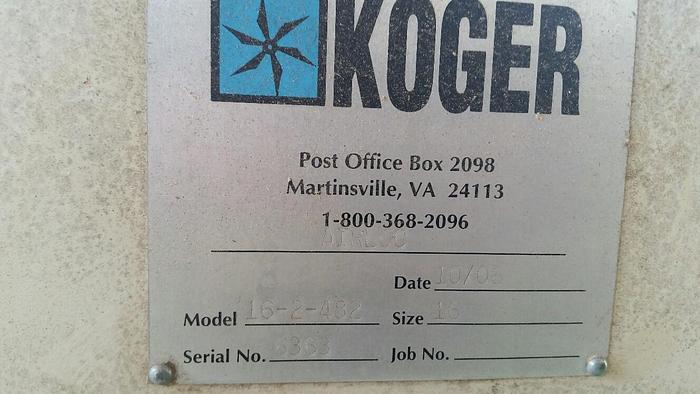 KOGER
Post Office Box 2098
Martinsville, VA 24113
1-800-368-2096
Date 10/05
Model 16-2-482 Size 16
Serial No. Job No.